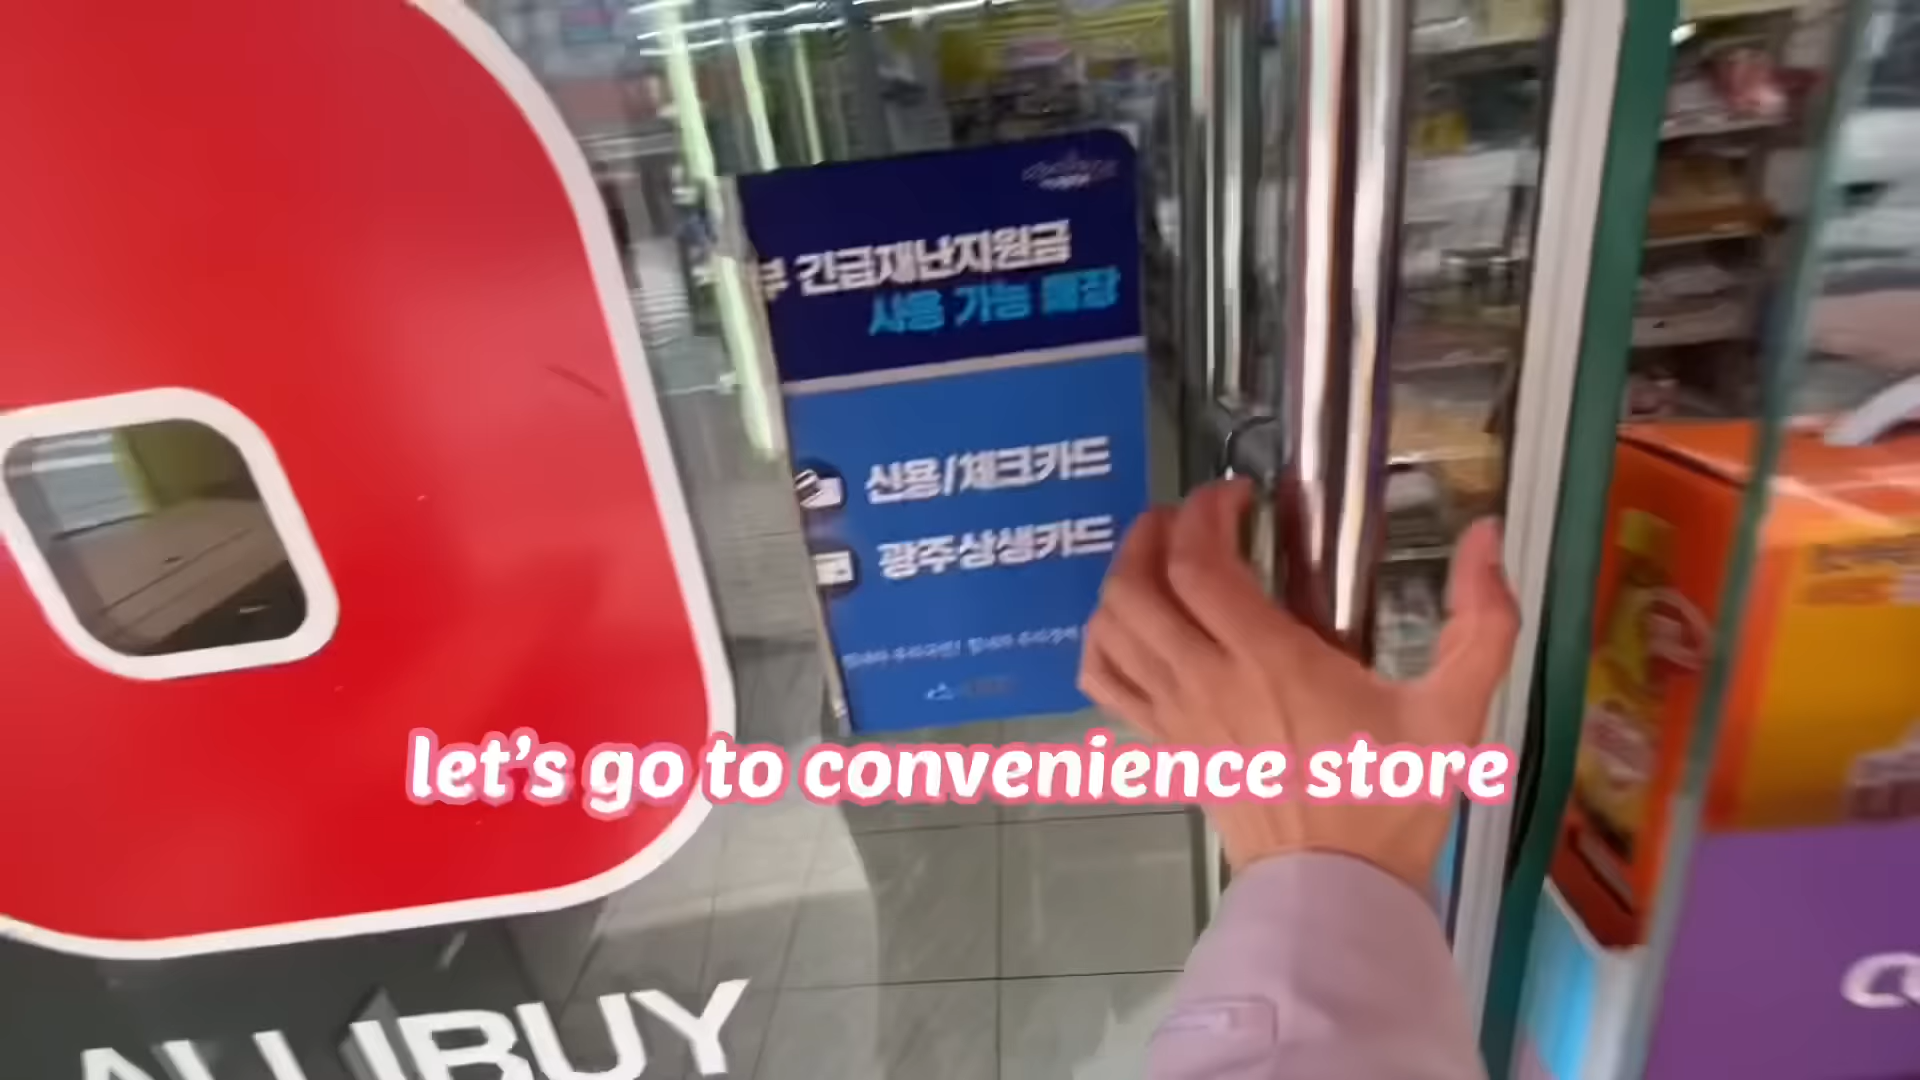 긴급재난지원금
사용 가능 매장
신용/체크카드
광주상생카드
let's go to convenience store
ALLIBUY